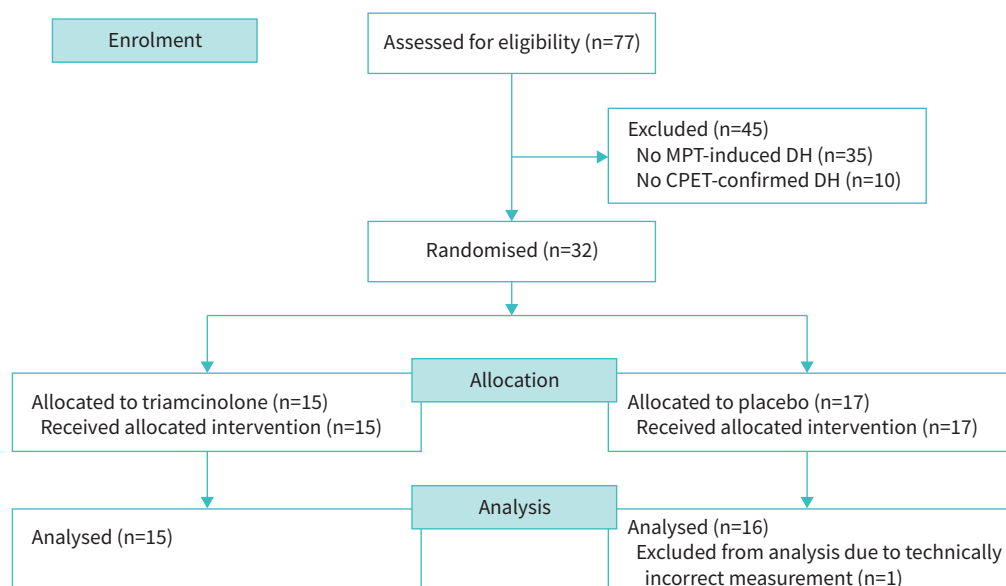 Enrolment
Assessed for eligibility (n=77)
Excluded (n=45)
No MPT-induced DH (n=35)
No CPET-confirmed DH (n=10)
Randomised (n=32)
Allocation
Allocated to triamcinolone (n=15)
Received allocated intervention (n=15)
Allocated to placebo (n=17)
Received allocated intervention (n=17)
Analysis
Analysed (n=15)
Analysed (n=16)
Excluded from analysis due to technically
incorrect measurement (n=1)